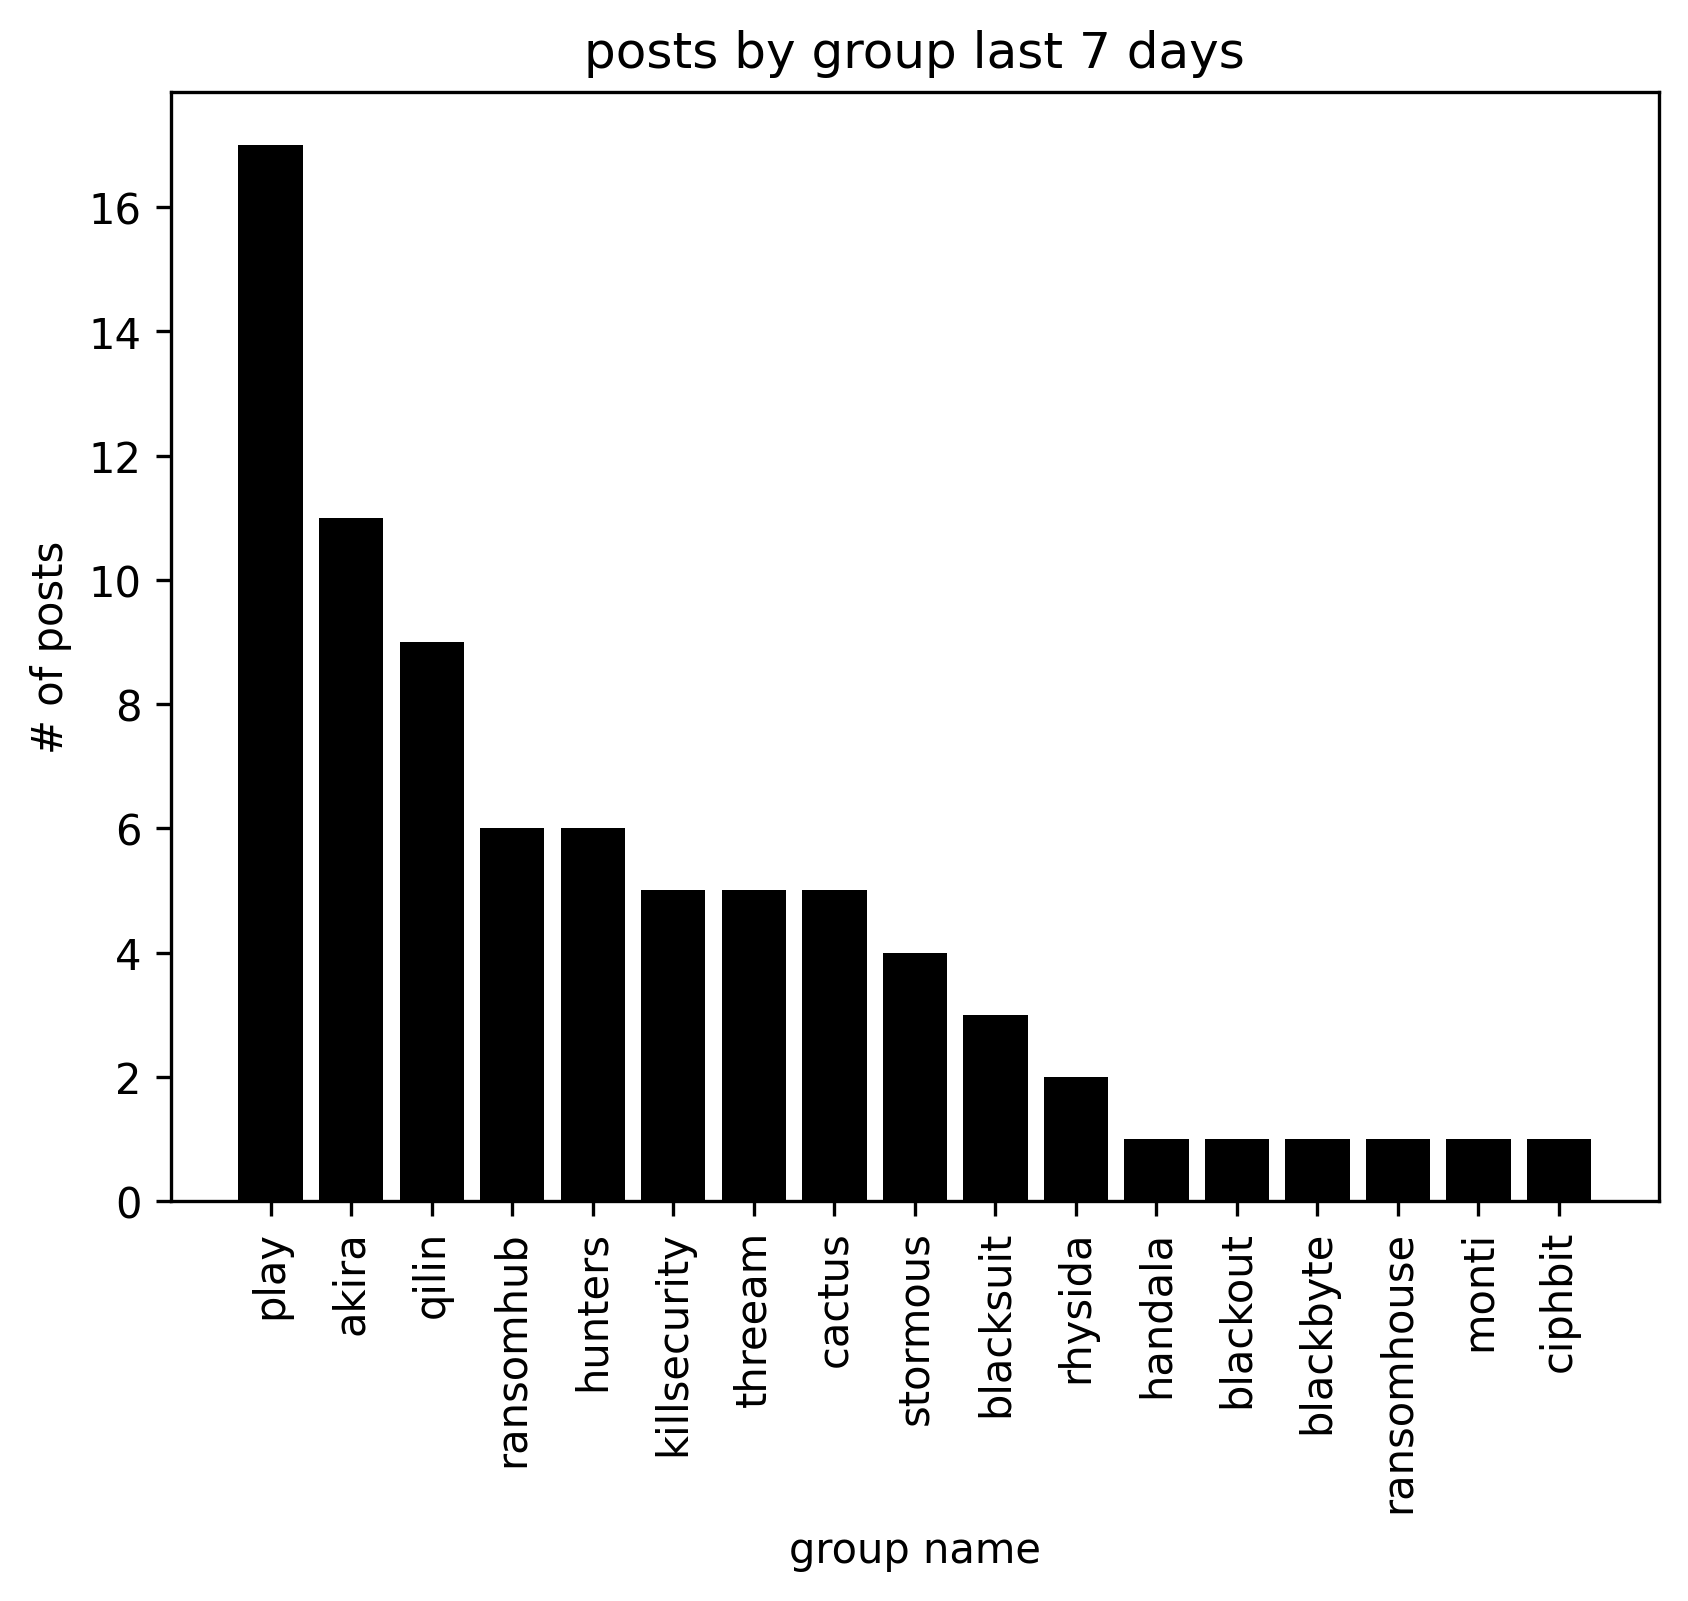 posts by group last 7 days
# of posts
16
14
12
10
8
6
4
2
0
play
akira
qilin
ransomhub
hunters
killsecurity
threeam
cactus
stormous
blacksuit
rhysida
handala
blackout
blackbyte
ransomhouse
monti
ciphbit
group name